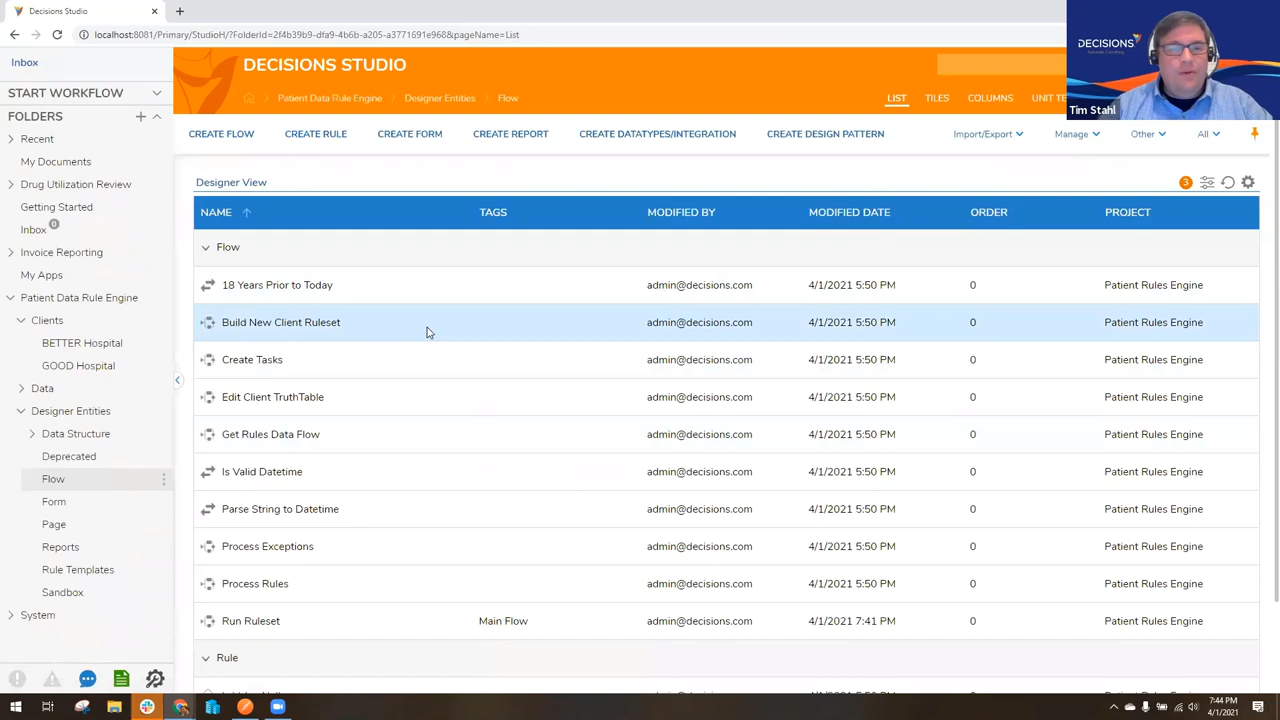 Decisions Studio
localhost:8081/Primary/StudioH/?FolderId=2f4b39b9-dfa9-4b6b-a205-a3771691e968&pageName=List
DECISIONS
Tim Stahl
Inbox
START WORKFLOW
FOLDERS
Recent
My Documents
Drug Utilization Review
Getting Started
Inbox 0
Invoice Reporting
My Apps
Patient Data Rule Engine
Clients
BETTER Hospital
GOOD Hospital
Data
Designer Entities
Data Structure
Deprecated
Flow
Form
Page
Reports
Rule Templates
Sandbox
System
DECISIONS STUDIO
Patient Data Rule Engine > Designer Entities > Flow
LIST TILES COLUMNS UNIT TE
CREATE FLOW CREATE RULE CREATE FORM CREATE REPORT CREATE DATATYPES/INTEGRATION CREATE DESIGN PATTERN Import/Export Manage Other All
Designer View 3
NAME TAGS MODIFIED BY MODIFIED DATE ORDER PROJECT
Flow
18 Years Prior to Today admin@decisions.com 4/1/2021 5:50 PM 0 Patient Rules Engine
Build New Client Ruleset admin@decisions.com 4/1/2021 5:50 PM 0 Patient Rules Engine
Create Tasks admin@decisions.com 4/1/2021 5:50 PM 0 Patient Rules Engine
Edit Client TruthTable admin@decisions.com 4/1/2021 5:50 PM 0 Patient Rules Engine
Get Rules Data Flow admin@decisions.com 4/1/2021 5:50 PM 0 Patient Rules Engine
Is Valid Datetime admin@decisions.com 4/1/2021 5:50 PM 0 Patient Rules Engine
Parse String to Datetime admin@decisions.com 4/1/2021 5:50 PM 0 Patient Rules Engine
Process Exceptions admin@decisions.com 4/1/2021 5:50 PM 0 Patient Rules Engine
Process Rules admin@decisions.com 4/1/2021 5:50 PM 0 Patient Rules Engine
Run Ruleset Main Flow admin@decisions.com 4/1/2021 7:41 PM 0 Patient Rules Engine
Rule
7:44 PM
4/1/2021